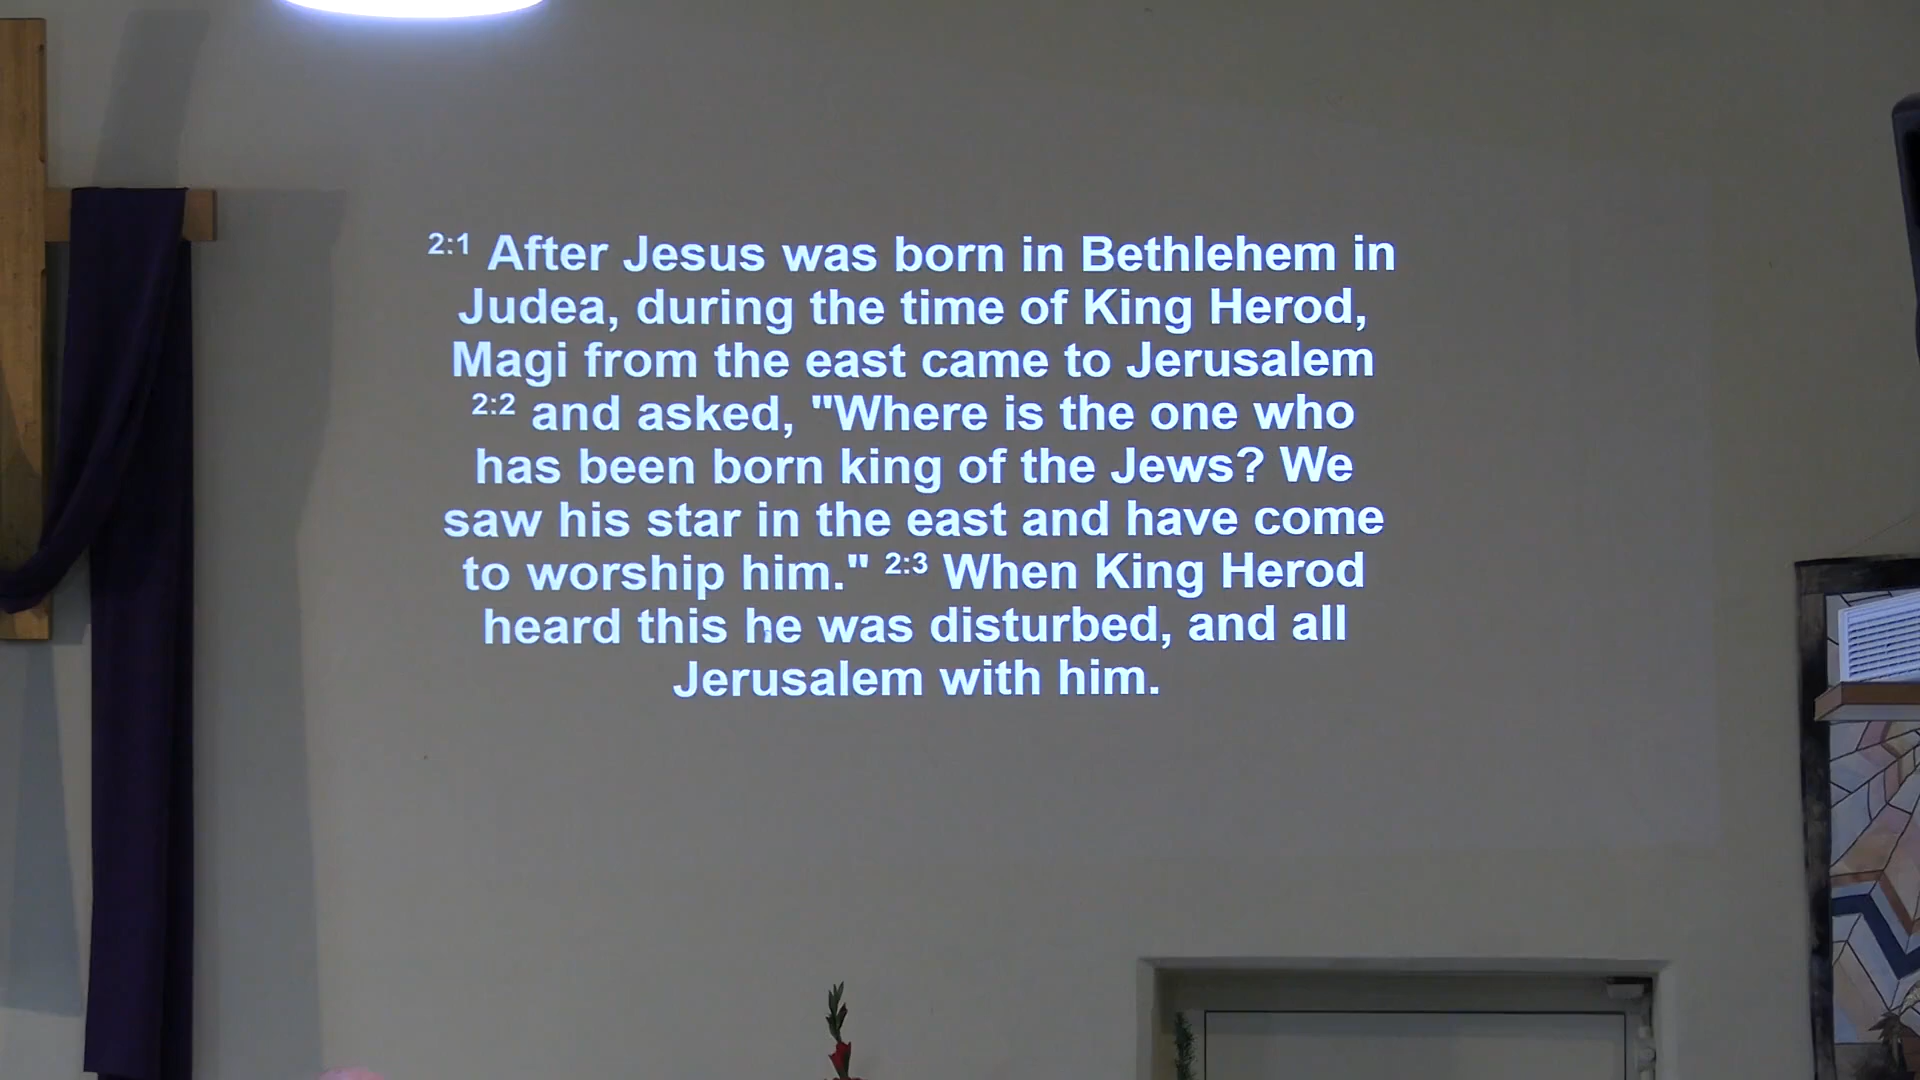 2:1 After Jesus was born in Bethlehem in
Judea, during the time of King Herod,
Magi from the east came to Jerusalem
2:2 and asked, "Where is the one who
has been born king of the Jews? We
saw his star in the east and have come
to worship him." 2:3 When King Herod
heard this he was disturbed, and all
Jerusalem with him.